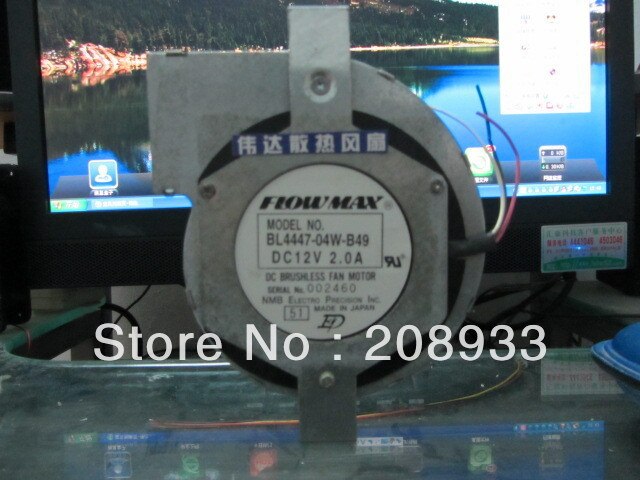 伟达散热风扇
FLOWMAX®
MODEL NO.
BL4447-04W-B49
DC12V 2.0A
DC BRUSHLESS FAN MOTOR
SERIAL NO. 002460
NMB ELECTRO PRECISION INC.
51 MADE IN JAPAN
Store No : 208933